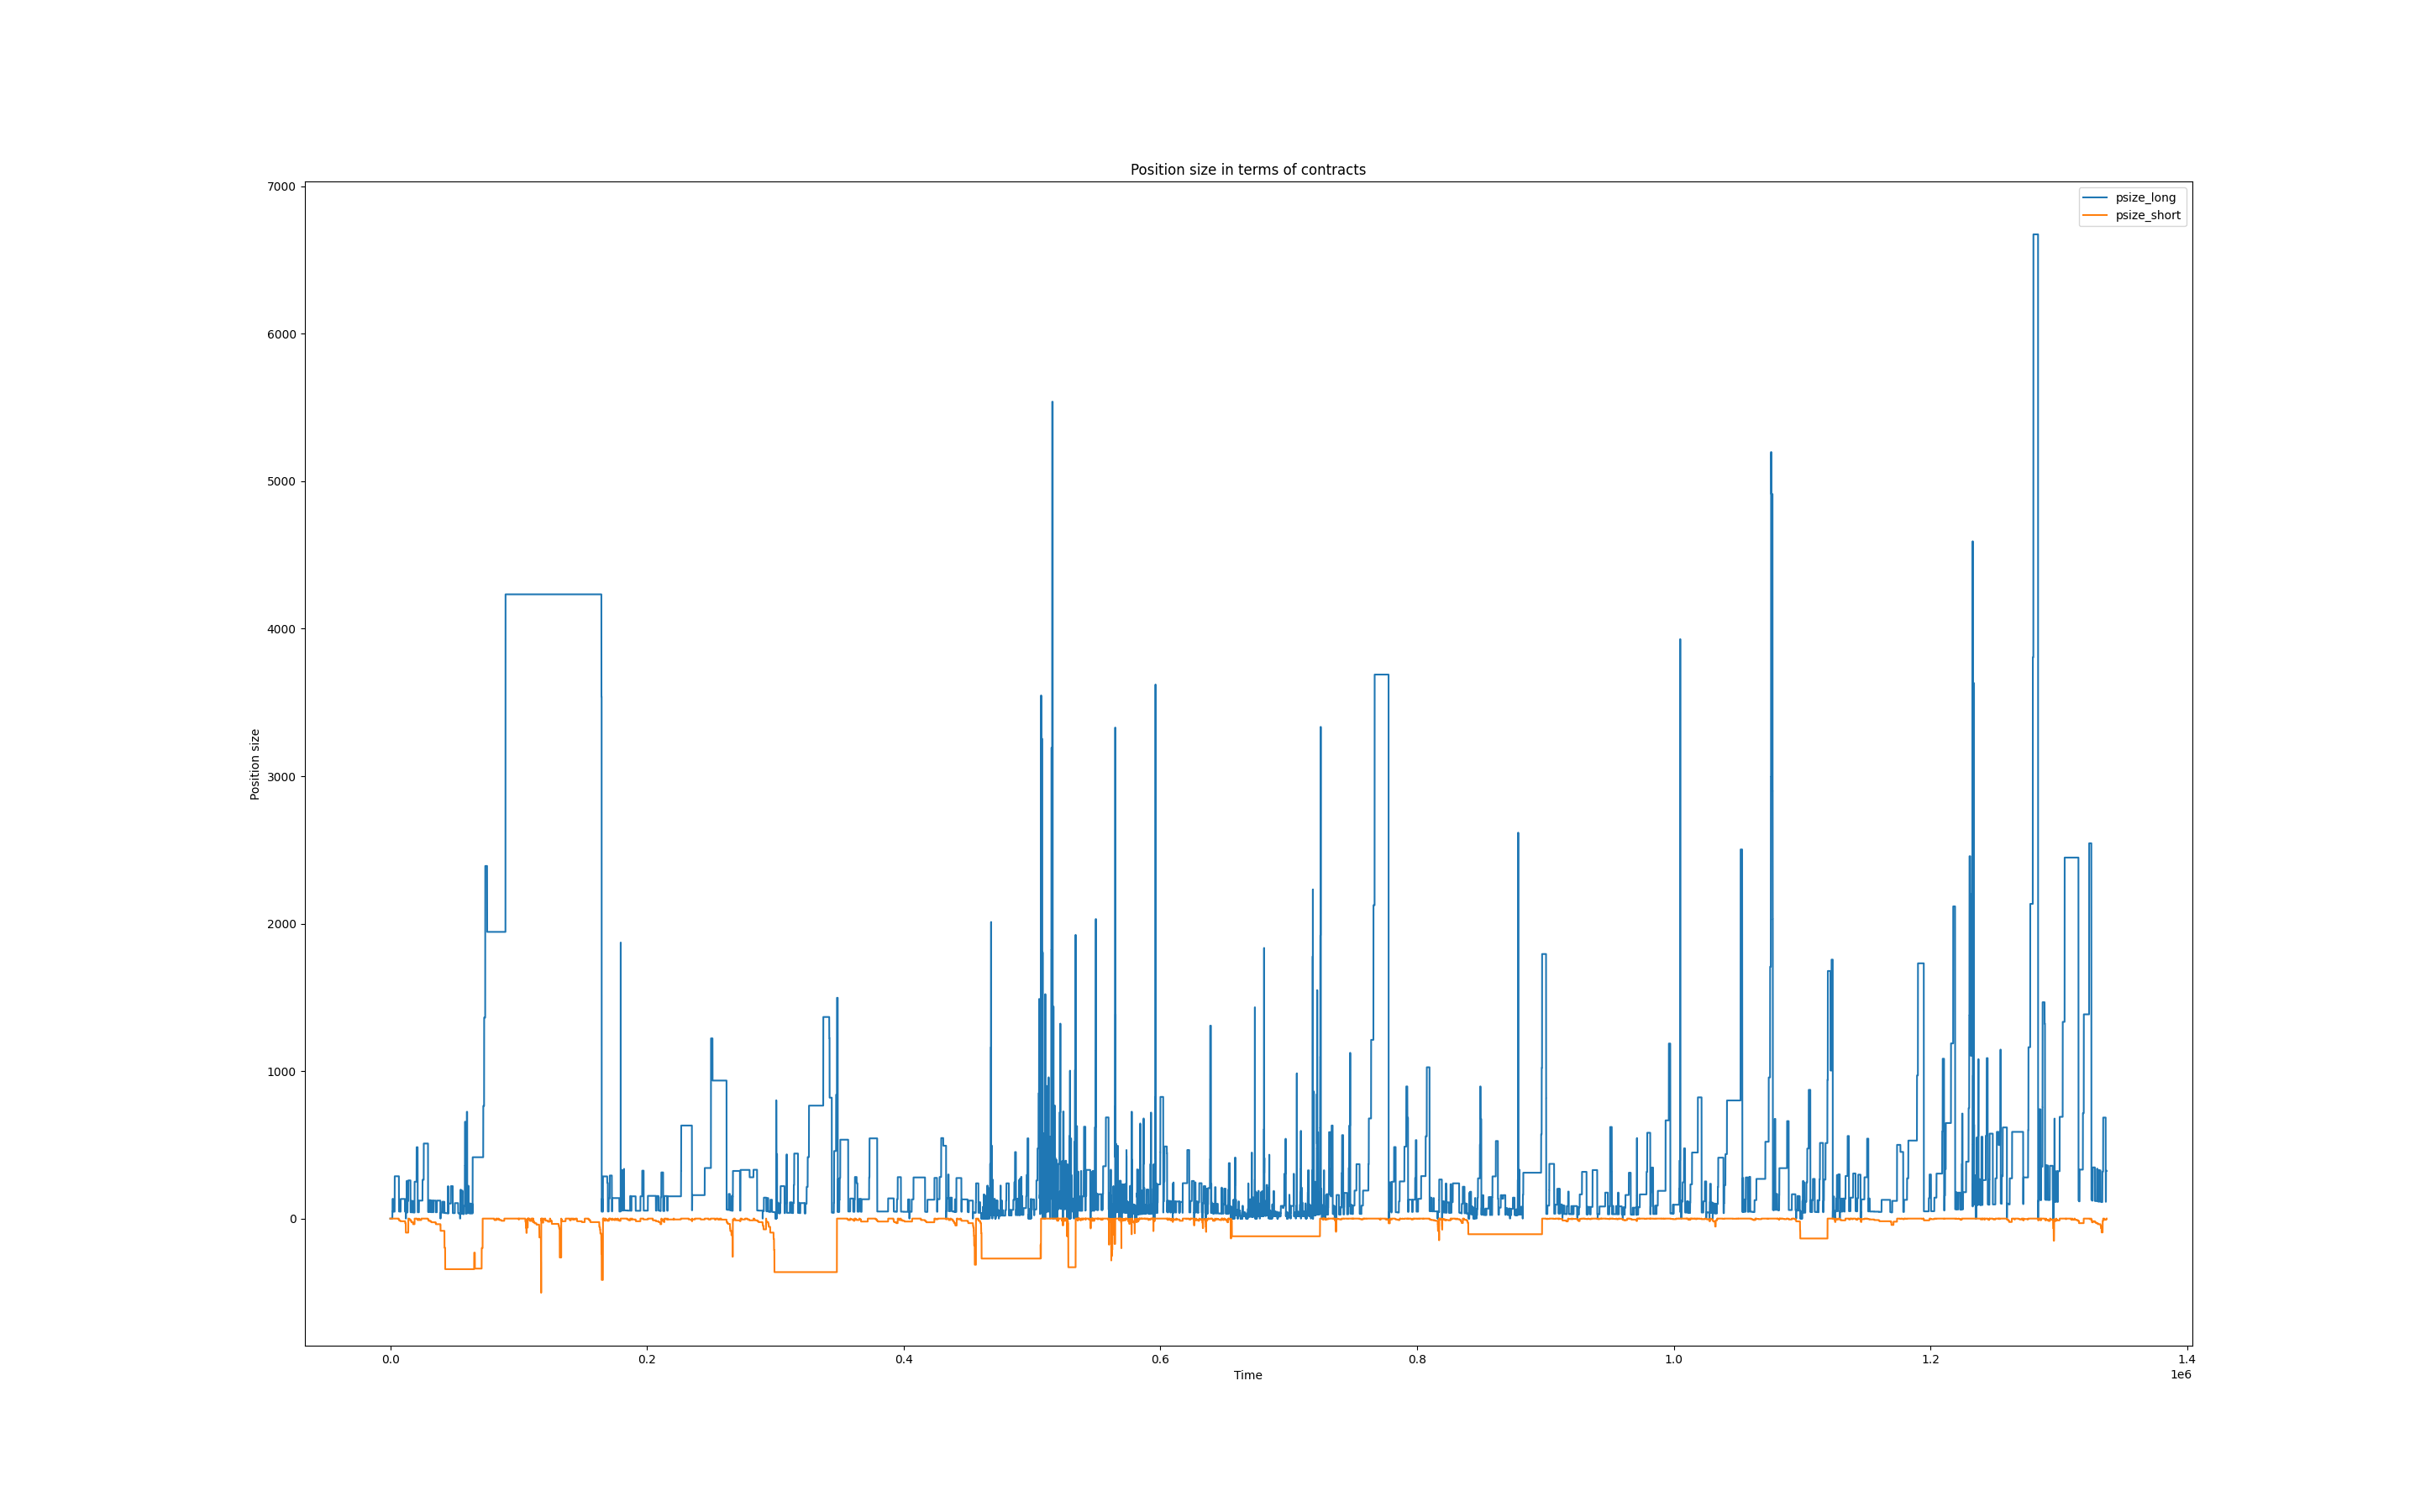 Position size in terms of contracts
psize_long
psize_short
7000
6000
5000
4000
3000
2000
1000
0
Position size
0.0 0.2 0.4 0.6 0.8 1.0 1.2 1.4
Time
1e6